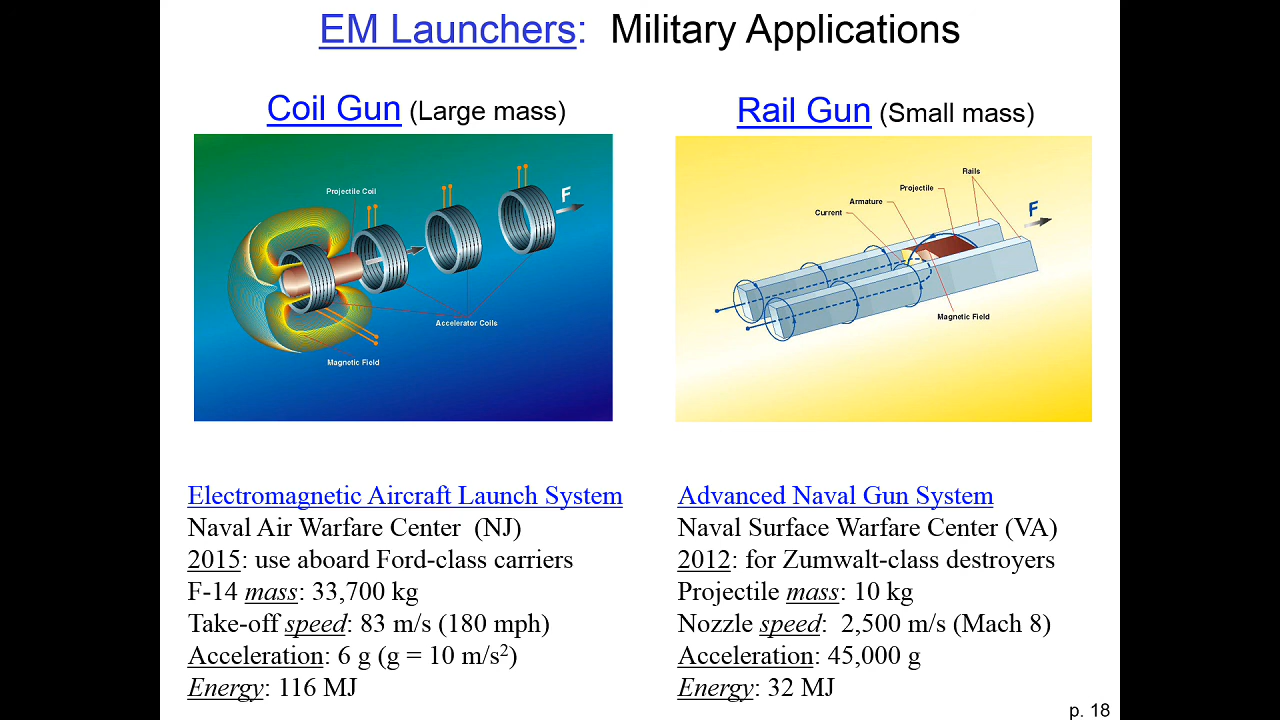 EM Launchers: Military Applications
Coil Gun (Large mass)
Projectile Coil
F
Accelerator Coils
Magnetic Field
Rail Gun (Small mass)
Rails
Projectile
Armature
Current
F
Magnetic Field
Electromagnetic Aircraft Launch System
Naval Air Warfare Center (NJ)
2015: use aboard Ford-class carriers
F-14 mass: 33,700 kg
Take-off speed: 83 m/s (180 mph)
Acceleration: 6 g (g = 10 m/s²)
Energy: 116 MJ
Advanced Naval Gun System
Naval Surface Warfare Center (VA)
2012: for Zumwalt-class destroyers
Projectile mass: 10 kg
Nozzle speed: 2,500 m/s (Mach 8)
Acceleration: 45,000 g
Energy: 32 MJ
p. 18